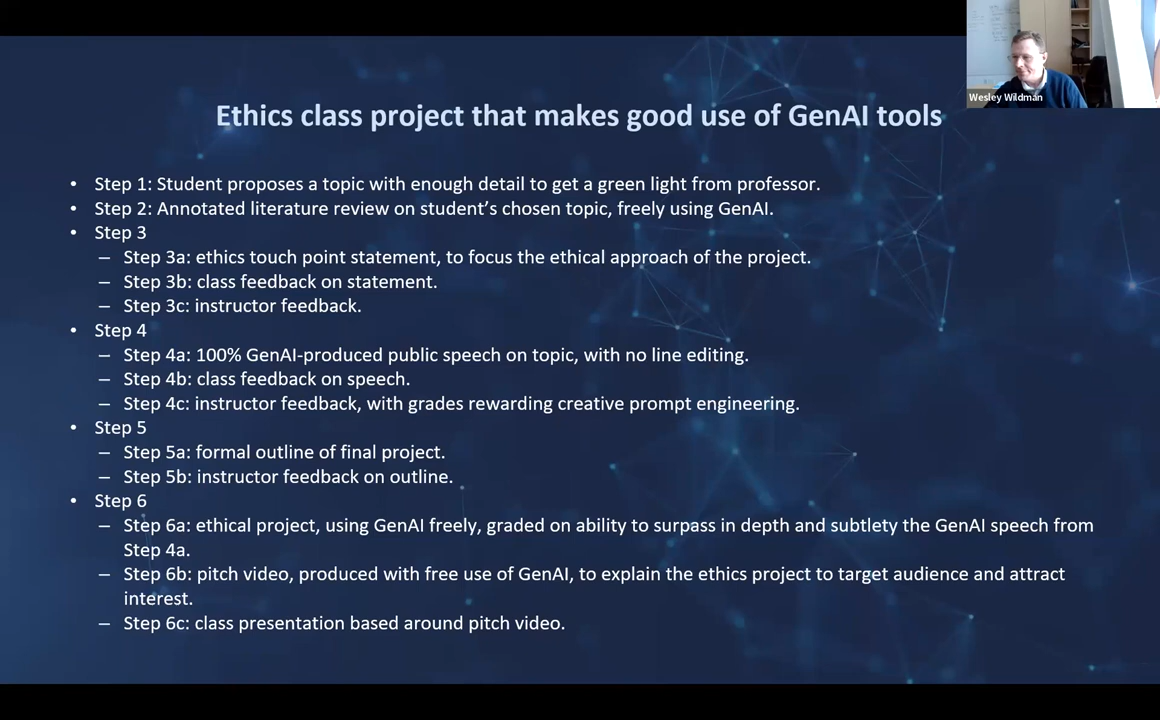 Wesley Wildman
Ethics class project that makes good use of GenAI tools
• Step 1: Student proposes a topic with enough detail to get a green light from professor.
• Step 2: Annotated literature review on student’s chosen topic, freely using GenAI.
• Step 3
– Step 3a: ethics touch point statement, to focus the ethical approach of the project.
– Step 3b: class feedback on statement.
– Step 3c: instructor feedback.
• Step 4
– Step 4a: 100% GenAI-produced public speech on topic, with no line editing.
– Step 4b: class feedback on speech.
– Step 4c: instructor feedback, with grades rewarding creative prompt engineering.
• Step 5
– Step 5a: formal outline of final project.
– Step 5b: instructor feedback on outline.
• Step 6
– Step 6a: ethical project, using GenAI freely, graded on ability to surpass in depth and subtlety the GenAI speech from
Step 4a.
– Step 6b: pitch video, produced with free use of GenAI, to explain the ethics project to target audience and attract
interest.
– Step 6c: class presentation based around pitch video.